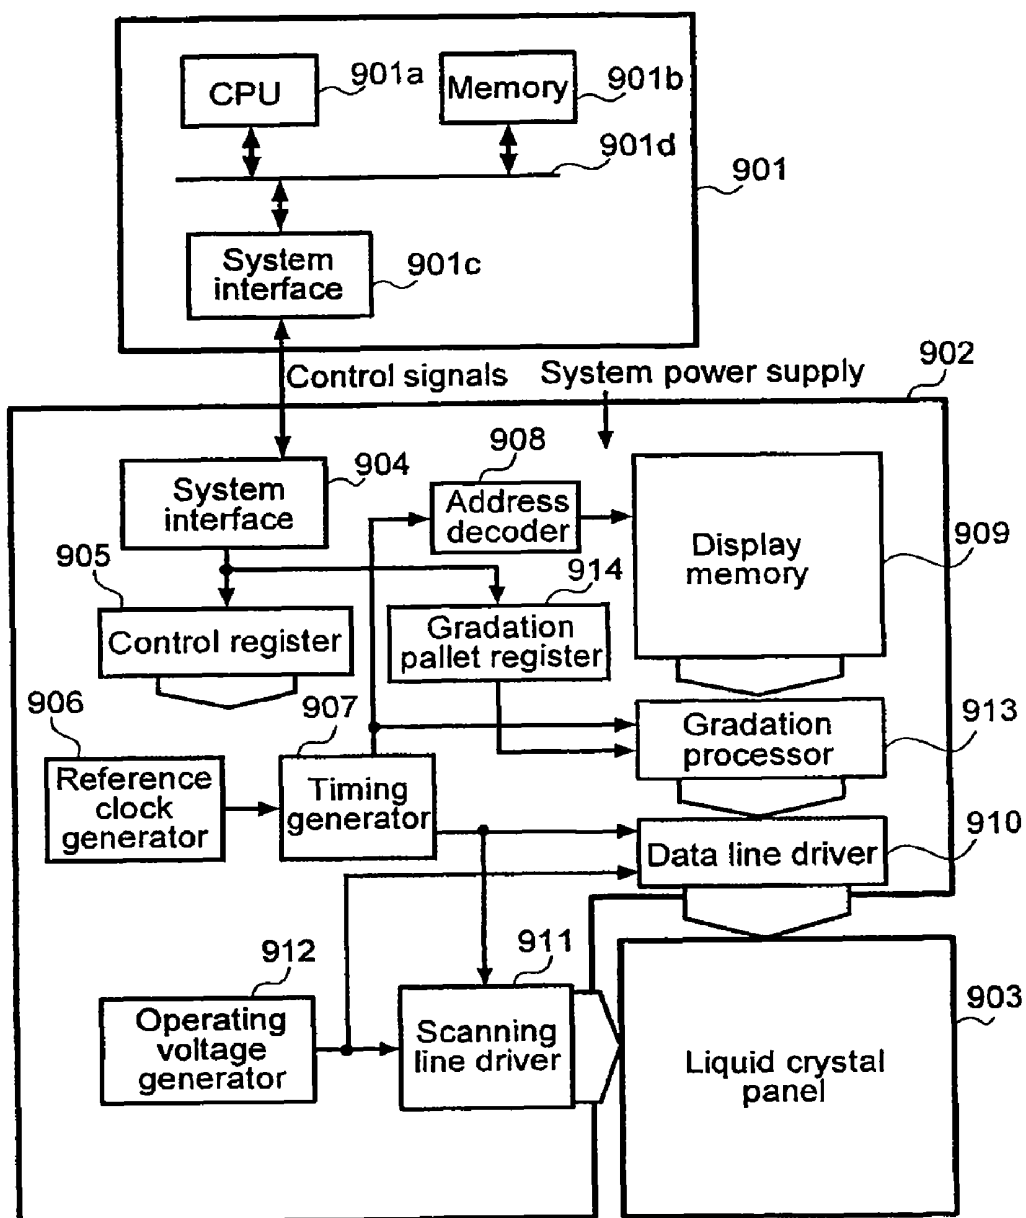 CPU
901a
Memory
901b
901d
901
System
interface
901c
Control signals
System power supply
902
System
interface
904
908
Address
decoder
Display
memory
909
905
Control register
914
Gradation
pallet register
906
Reference
clock
generator
907
Timing
generator
Gradation
processor
913
Data line driver
910
912
Operating
voltage
generator
911
Scanning
line driver
Liquid crystal
panel
903